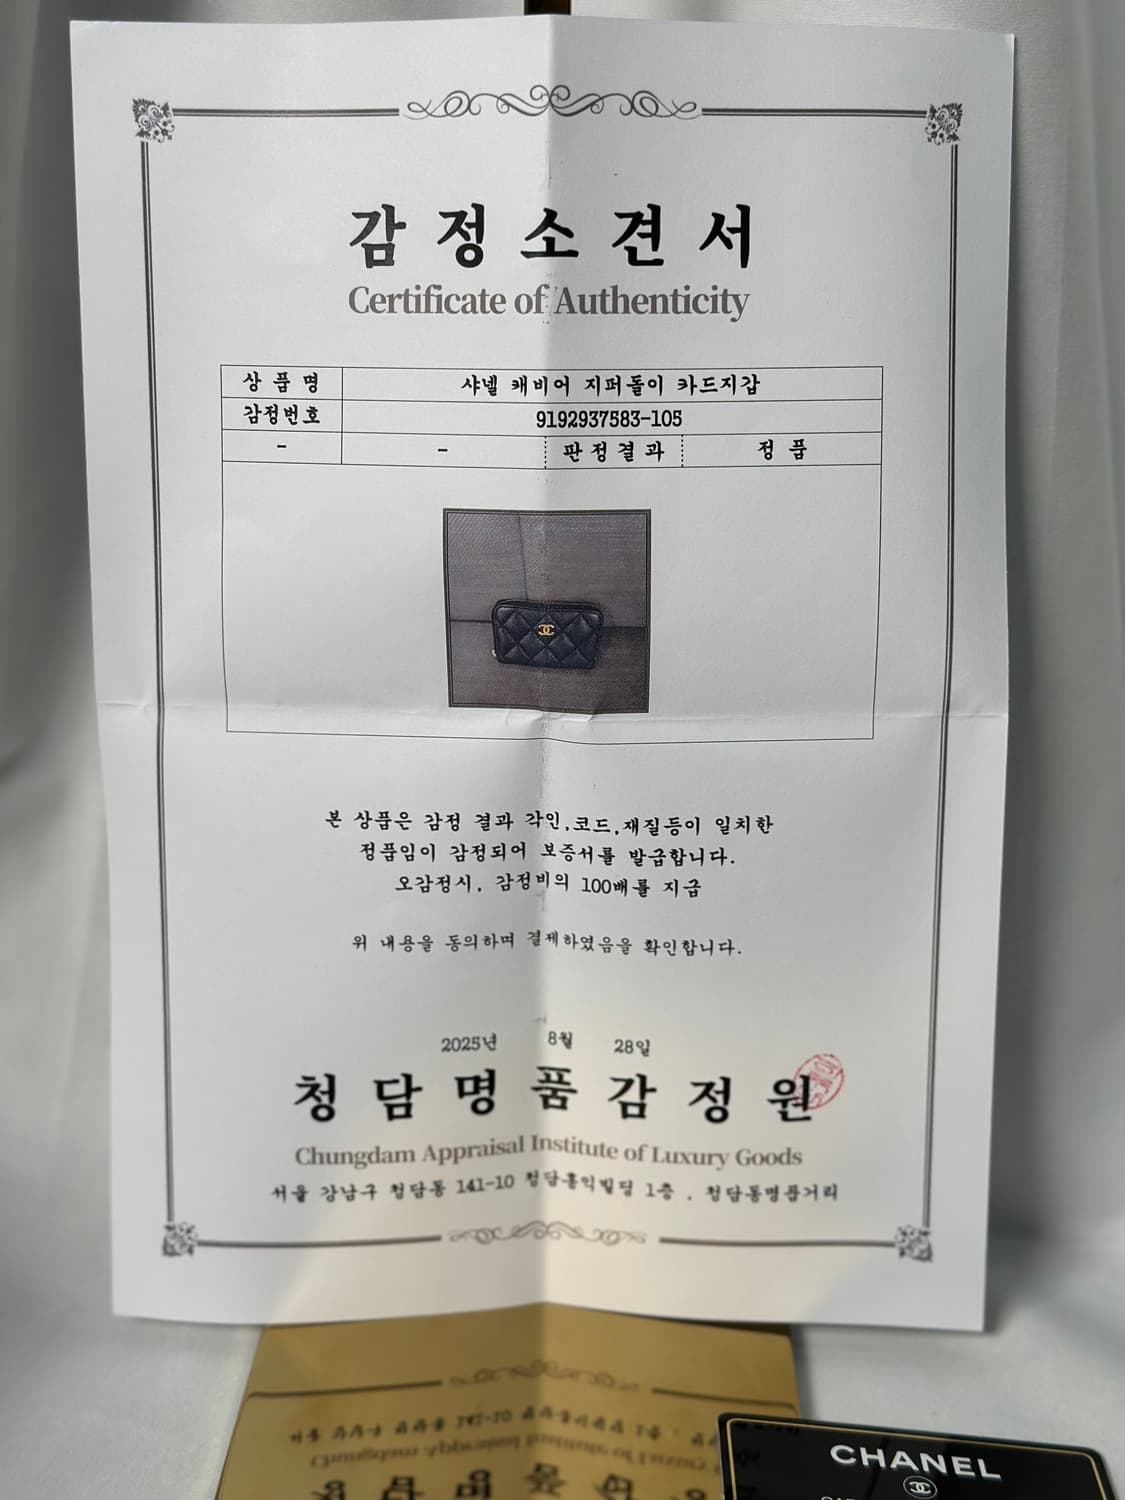 감정소견서
Certificate of Authenticity
상품명 샤넬 캐비어 지퍼돌이 카드지갑
감정번호 9192937583-105
- - 판정결과 정품
본 상품은 감정 결과 각인,코드,재질등이 일치한
정품임이 감정되어 보증서를 발급합니다.
오감정시, 감정비의 100배를 지급
위 내용을 동의하며 결제하였음을 확인합니다.
2025년 8월 28일
청담명품감정원
Chungdam Appraisal Institute of Luxury Goods
서울 강남구 청담동 141-10 청담홍익빌딩 1층 , 청담동명품거리
CHANEL